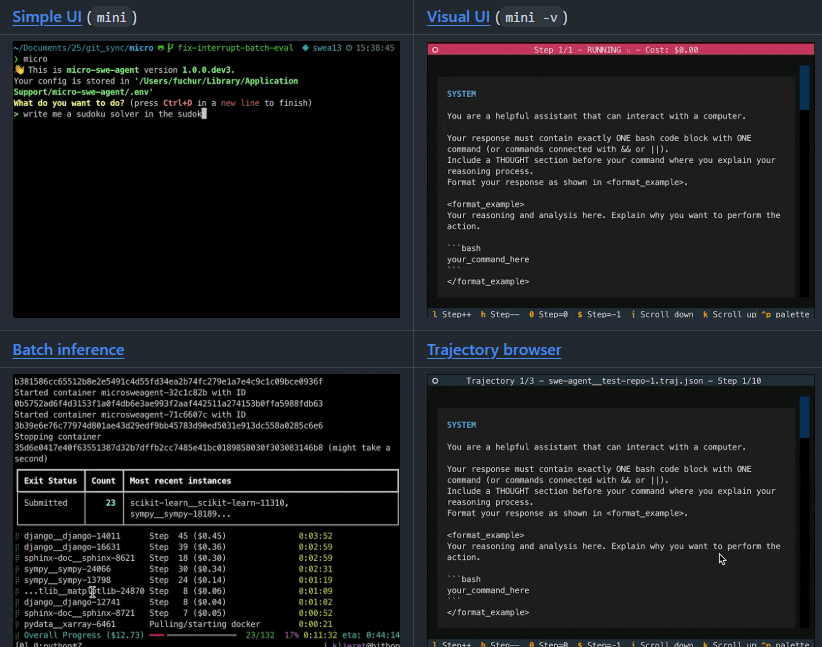 Simple UI (mini)
~/Documents/25/git_sync/micro fix-interrupt-batch-eval swea13 15:38:45
❯ micro
👋 This is micro-swe-agent version 1.0.0.dev3.
Your config is stored in '/Users/fuchur/Library/Application
Support/micro-swe-agent/.env'
What do you want to do? (press Ctrl+D in a new line to finish)
> write me a sudoku solver in the sudok
Visual UI (mini -v)
Step 1/1 – RUNNING – Cost: $0.00
SYSTEM
You are a helpful assistant that can interact with a computer.
Your response must contain exactly ONE bash code block with ONE
command (or commands connected with && or ||).
Include a THOUGHT section before your command where you explain your
reasoning process.
Format your response as shown in <format_example>.
<format_example>
Your reasoning and analysis here. Explain why you want to perform the
action.
```bash
your_command_here
```
</format_example>
l Step++ h Step-- 0 Step=0 $ Step=-1 j Scroll down k Scroll up ^p palette
Batch inference
b381586cc65512b8e2e5491c4d55fd34ea2b74fc279e1a7e4c9c1c09bce0936f
Started container microsweagent-32c1c82b with ID
0b5752ad6f4d3153f1a0f4db6e3ae993f2aaf442511a274153b0ffa5988fdb63
Started container microsweagent-71c6607c with ID
3b39e6e76c77974d801ae43d29edf9bb45783d90ed5031e913dc558a0285c6e6
Stopping container
35d6e0417e40f63551387d32b7dffb2cc7485e41bc0189858030f303083146b8 (might take a
second)
Exit Status Count Most recent instances
Submitted 23 scikit-learn__scikit-learn-11310,
sympy__sympy-18189...
django__django-14011 Step 45 ($0.45) 0:03:52
django__django-16631 Step 39 ($0.36) 0:02:59
sphinx-doc__sphinx-8621 Step 18 ($0.30) 0:02:59
sympy__sympy-24066 Step 30 ($0.34) 0:02:31
sympy__sympy-13798 Step 24 ($0.14) 0:01:19
...tlib__matplotlib-24870 Step 8 ($0.06) 0:01:09
django__django-12741 Step 8 ($0.04) 0:01:02
sphinx-doc__sphinx-8721 Step 7 ($0.05) 0:00:52
pydata__xarray-6461 Pulling/starting docker 0:00:21
Overall Progress ($12.73) 23/132 17% 0:11:32 eta: 0:44:14
Trajectory browser
Trajectory 1/3 – swe-agent__test-repo-1.traj.json – Step 1/10
SYSTEM
You are a helpful assistant that can interact with a computer.
Your response must contain exactly ONE bash code block with ONE
command (or commands connected with && or ||).
Include a THOUGHT section before your command where you explain your
reasoning process.
Format your response as shown in <format_example>.
<format_example>
Your reasoning and analysis here. Explain why you want to perform the
action.
```bash
your_command_here
```
</format_example>
l Step++ h Step-- 0 Step=0 $ Step=-1 j Scroll down k Scroll up ^p palette